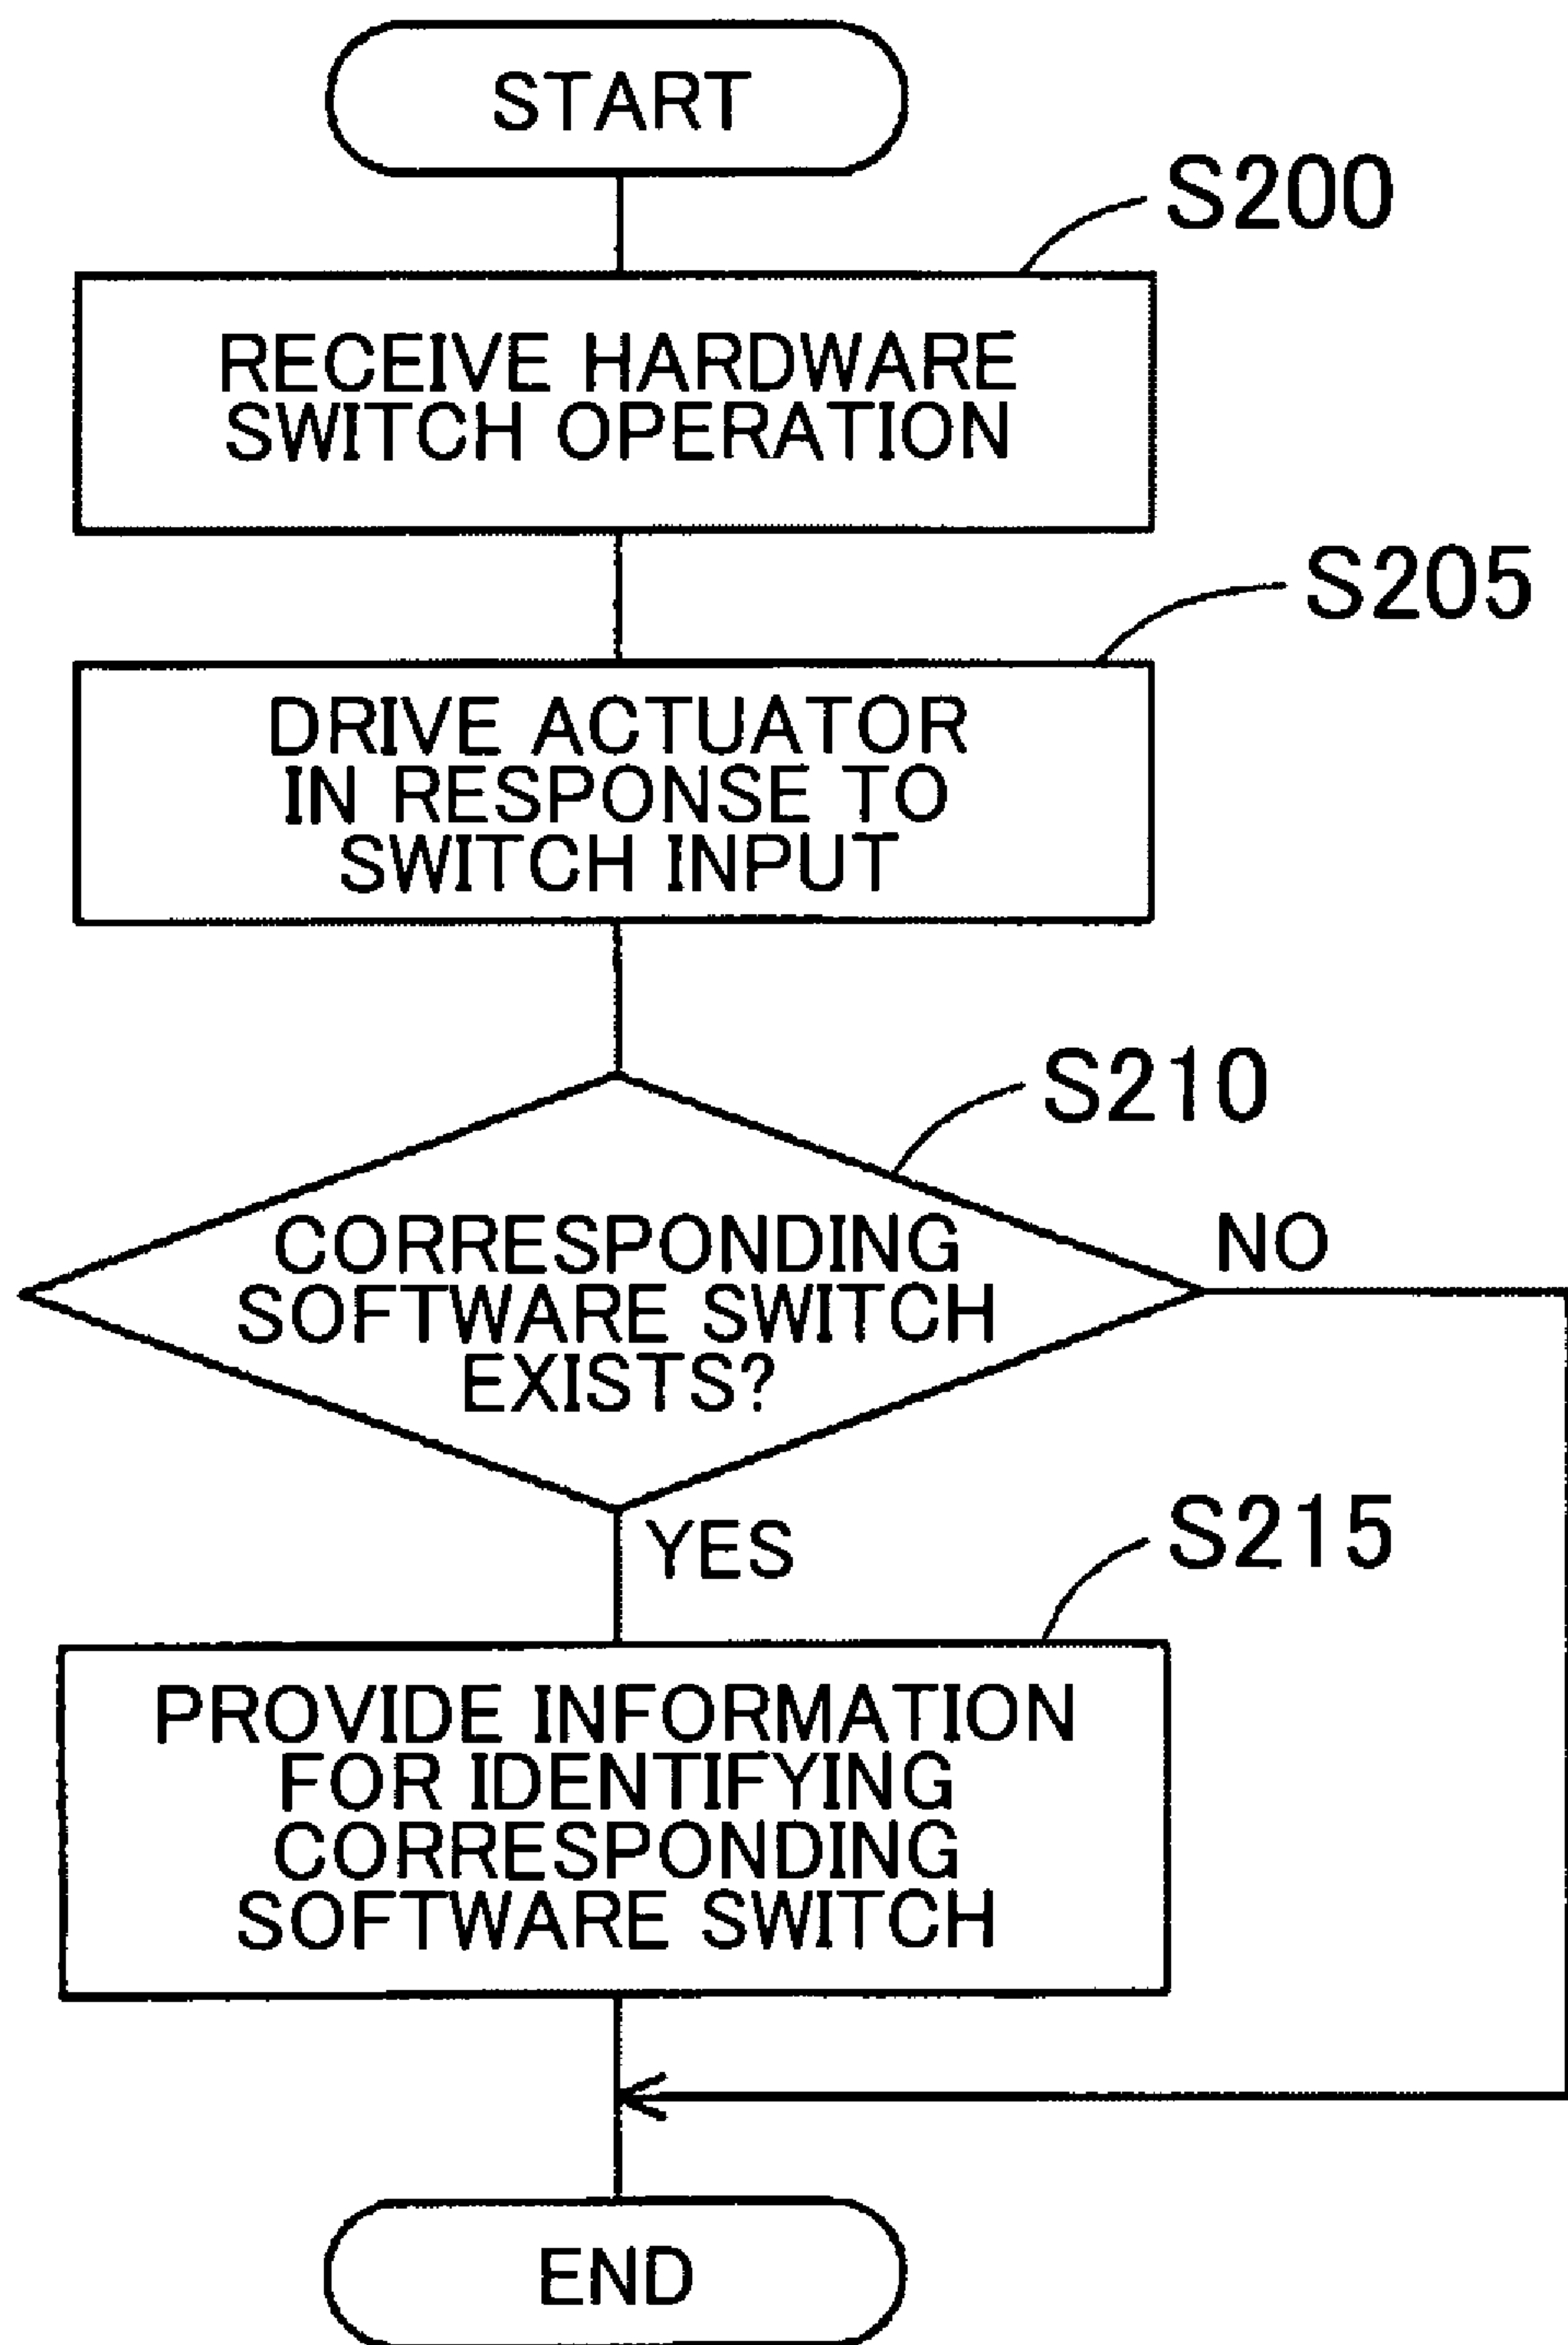 START
S200
RECEIVE HARDWARE
SWITCH OPERATION
S205
DRIVE ACTUATOR
IN RESPONSE TO
SWITCH INPUT
S210
CORRESPONDING
SOFTWARE SWITCH
EXISTS?
NO
YES
S215
PROVIDE INFORMATION
FOR IDENTIFYING
CORRESPONDING
SOFTWARE SWITCH
END